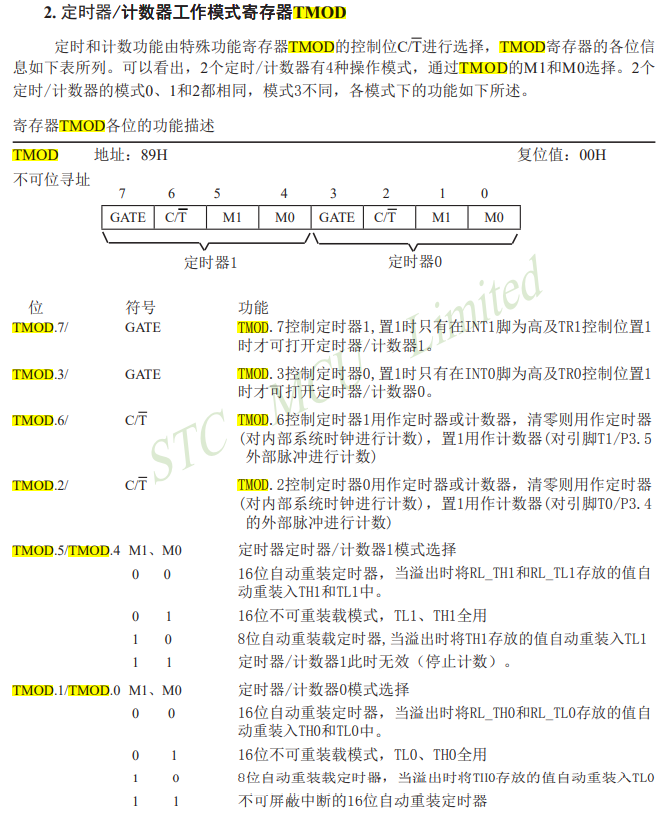 2. 定时器/计数器工作模式寄存器TMOD
定时和计数功能由特殊功能寄存器TMOD的控制位C/T进行选择，TMOD寄存器的各位信
息如下表所列。可以看出，2个定时/计数器有4种操作模式，通过TMOD的M1和M0选择。2个
定时/计数器的模式0、1和2都相同，模式3不同，各模式下的功能如下所述。
寄存器TMOD各位的功能描述
TMOD 地址：89H 复位值：00H
不可位寻址
7 6 5 4 3 2 1 0
GATE C/T M1 M0 GATE C/T M1 M0
定时器1 定时器0
位 符号 功能
TMOD.7/ GATE TMOD.7控制定时器1,置1时只有在INT1脚为高及TR1控制位置1
时才可打开定时器/计数器1。
TMOD.3/ GATE TMOD.3控制定时器0,置1时只有在INT0脚为高及TR0控制位置1
时才可打开定时器/计数器0。
TMOD.6/ C/T TMOD.6控制定时器1用作定时器或计数器，清零则用作定时器
(对内部系统时钟进行计数)，置1用作计数器(对引脚T1/P3.5
外部脉冲进行计数)
TMOD.2/ C/T TMOD.2控制定时器0用作定时器或计数器，清零则用作定时器
(对内部系统时钟进行计数)，置1用作计数器(对引脚T0/P3.4
的外部脉冲进行计数)
TMOD.5/TMOD.4 M1、M0 定时器定时器/计数器1模式选择
0 0 16位自动重装定时器，当溢出时将RL_TH1和RL_TL1存放的值自
动重装入TH1和TL1中。
0 1 16位不可重装载模式，TL1、TH1全用
1 0 8位自动重装载定时器,当溢出时将TH1存放的值自动重装入TL1
1 1 定时器/计数器1此时无效（停止计数）。
TMOD.1/TMOD.0 M1、M0 定时器/计数器0模式选择
0 0 16位自动重装定时器，当溢出时将RL_TH0和RL_TL0存放的值自
动重装入TH0和TL0中。
0 1 16位不可重装载模式，TL0、TH0全用
1 0 8位自动重装载定时器，当溢出时将TH0存放的值自动重装入TL0
1 1 不可屏蔽中断的16位自动重装定时器
STC MCU Limited